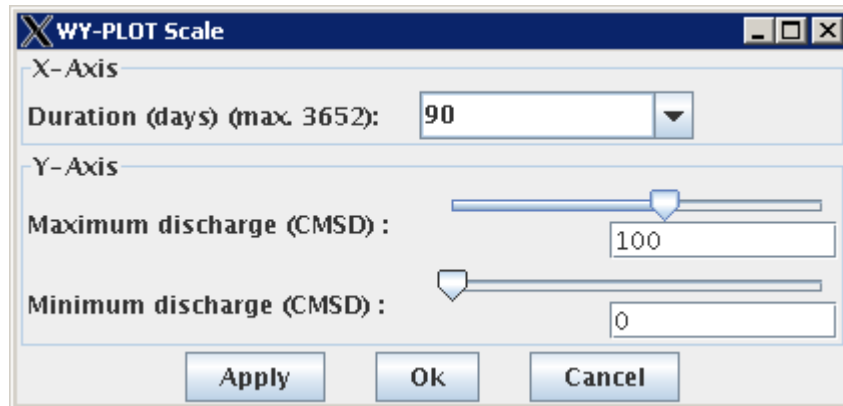 WY-PLOT Scale
X-Axis
Duration (days) (max. 3652): 90
Y-Axis
Maximum discharge (CMSD) :
100
Minimum discharge (CMSD) :
0
Apply Ok Cancel